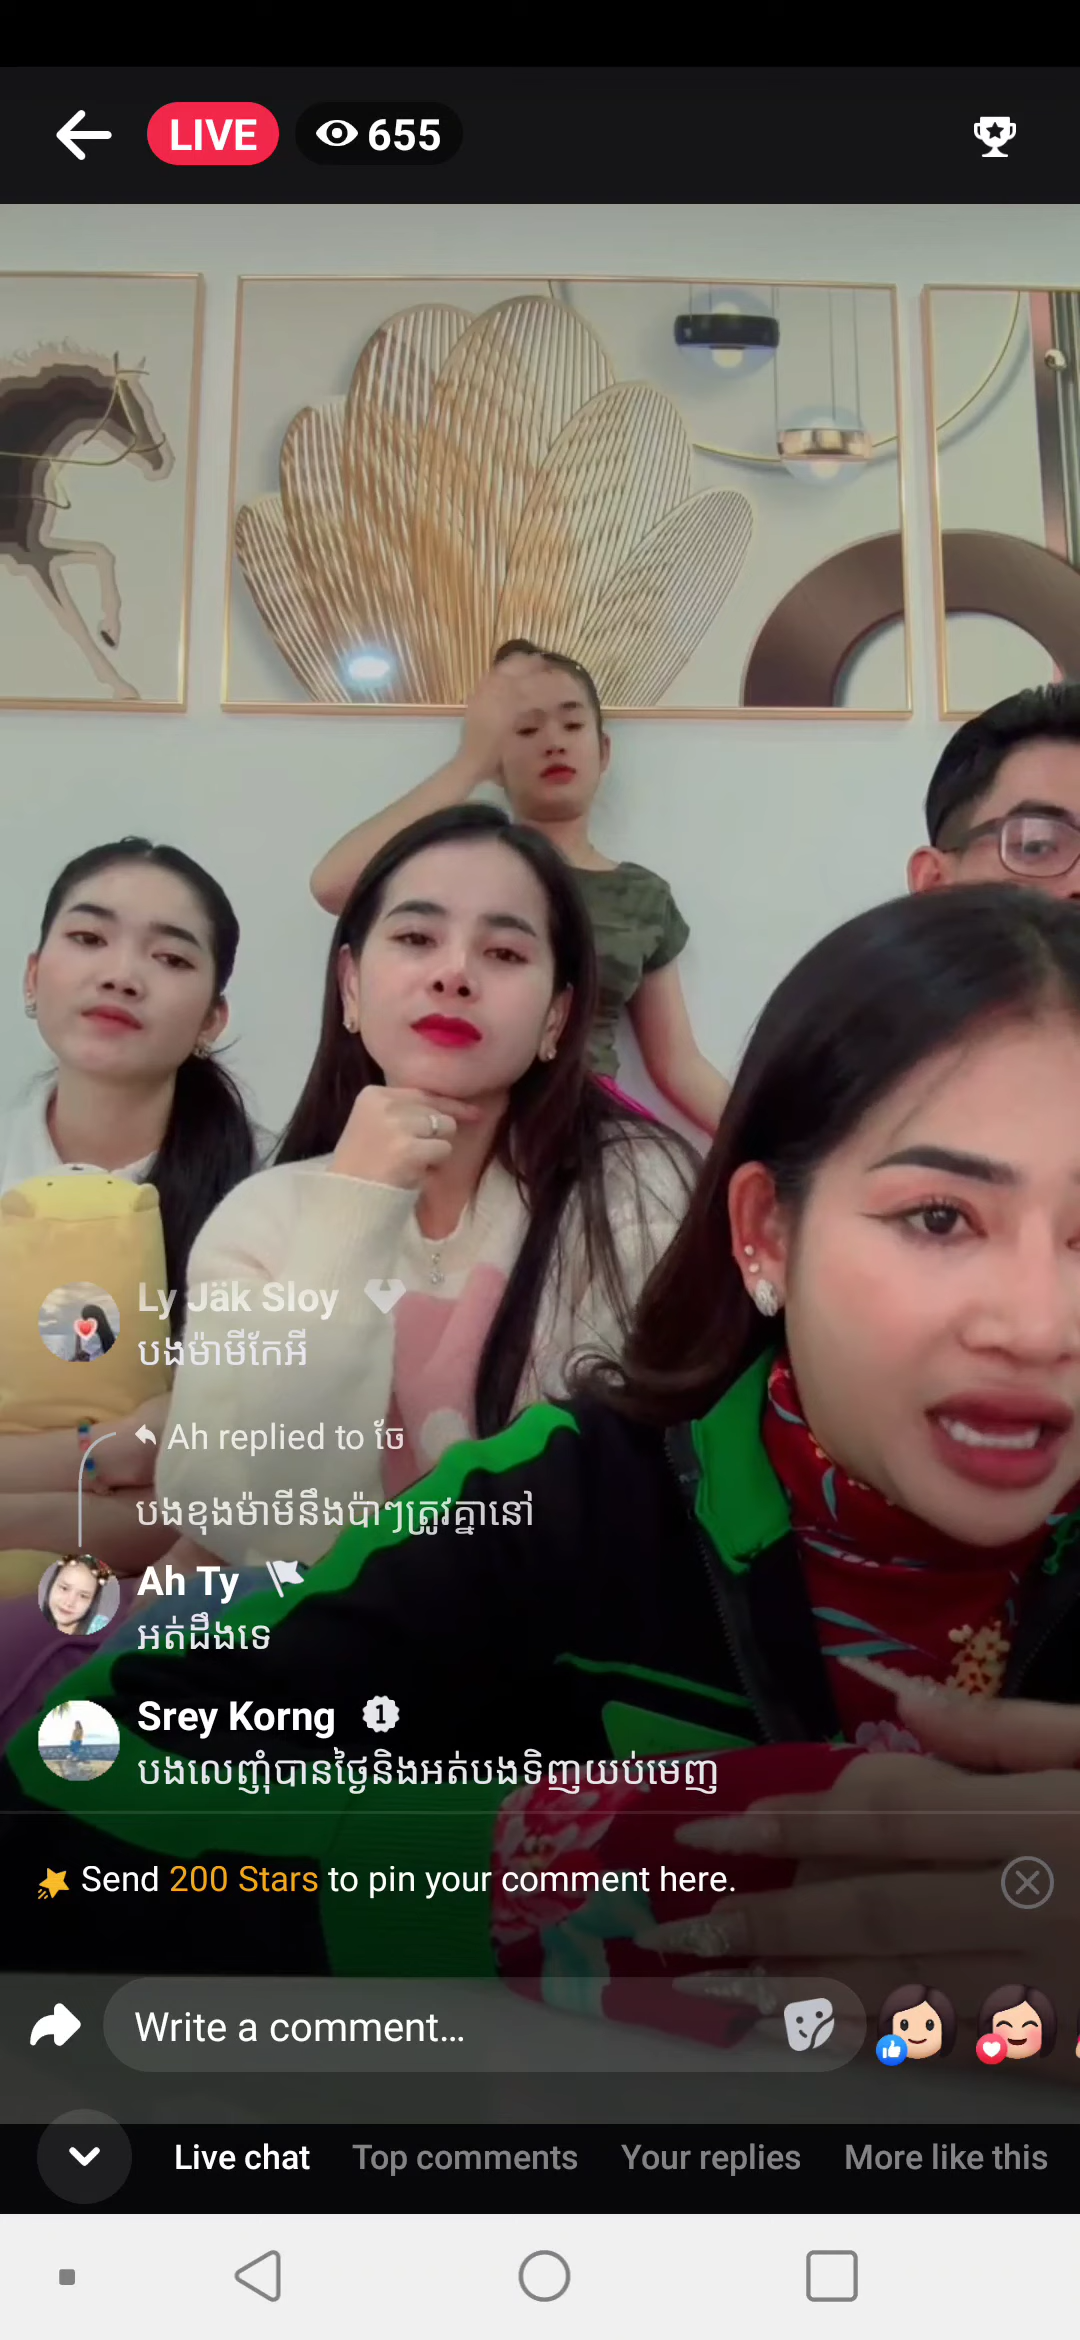 LIVE 655
Ly Jäk Sloy
បងម៉ាមីកែអី
Ah replied to ចែ
បងខុងម៉ាមីនឹងប៉ាៗត្រូវគ្នានៅ
Ah Ty
អត់ដឹងទេ
Srey Korng 1
បងលេញុំបានថ្ងៃនិងអត់បងទិញយប់មេញ
Send 200 Stars to pin your comment here.
Write a comment...
Live chat Top comments Your replies More like this